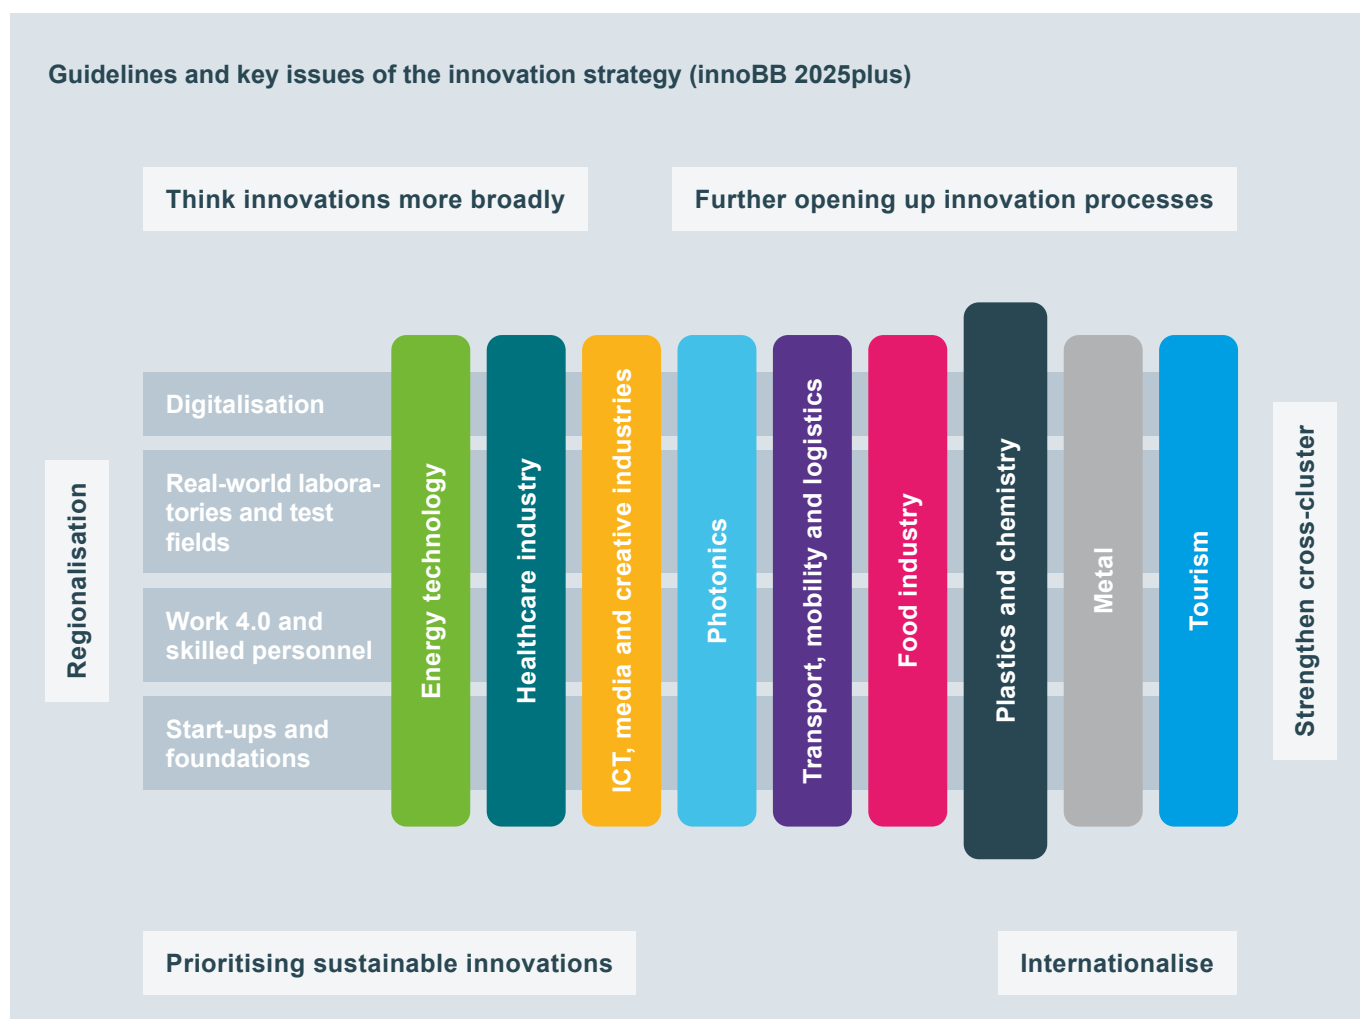 Guidelines and key issues of the innovation strategy (innoBB 2025plus)
Think innovations more broadly
Further opening up innovation processes
Regionalisation
Digitalisation
Real-world labora-
tories and test
fields
Work 4.0 and
skilled personnel
Start-ups and
foundations
Energy technology
Healthcare industry
ICT, media and creative industries
Photonics
Transport, mobility and logistics
Food industry
Plastics and chemistry
Metal
Tourism
Strengthen cross-cluster
Prioritising sustainable innovations
Internationalise